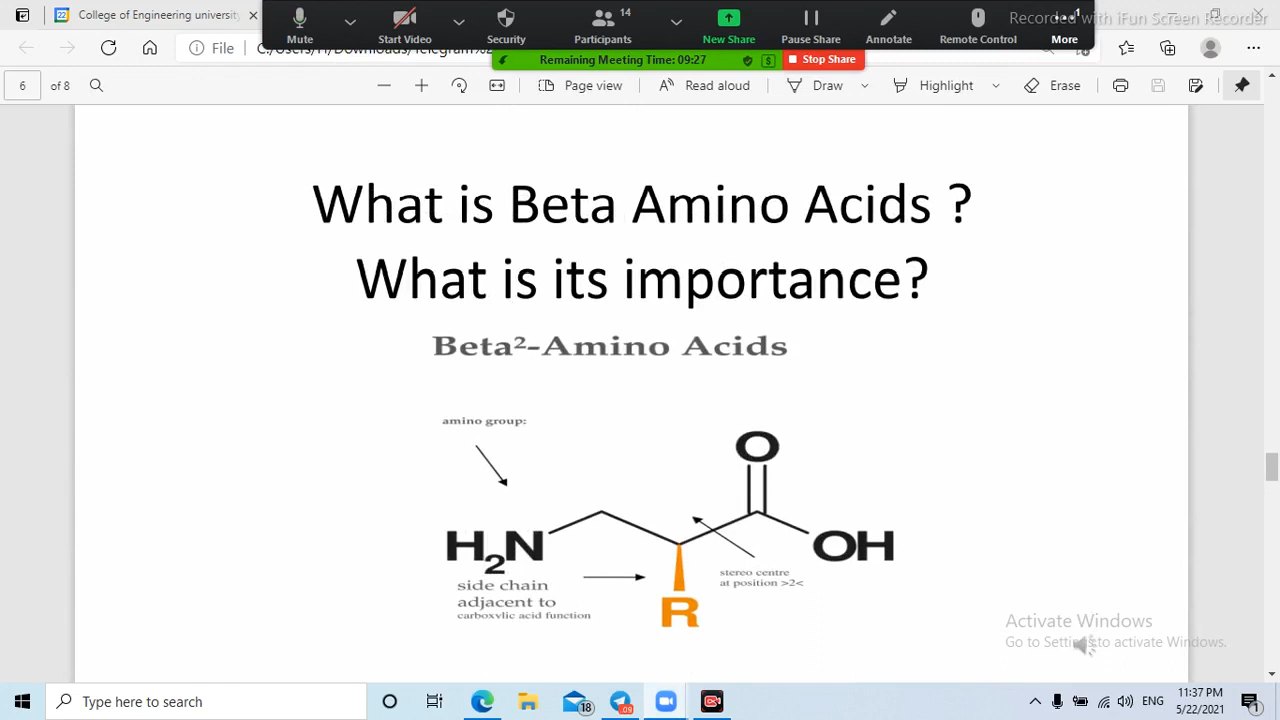 22 College of Engineering university
14
Recorded with iFun Screen Recorder
Mute
Start Video
Security
Participants
New Share
Pause Share
Annotate
Remote Control
More
File
Remaining Meeting Time: 09:27
Stop Share
6 of 8
Page view
Read aloud
Draw
Highlight
Erase
What is Beta Amino Acids ?
What is its importance?
Beta²-Amino Acids
amino group:
O
H2N
OH
side chain
adjacent to
carboxylic acid function
stereo centre
at position >2<
R
Activate Windows
Go to Settings to activate Windows.
Type here to search
18
09
ENG
11:37 PM
5/22/2021
1